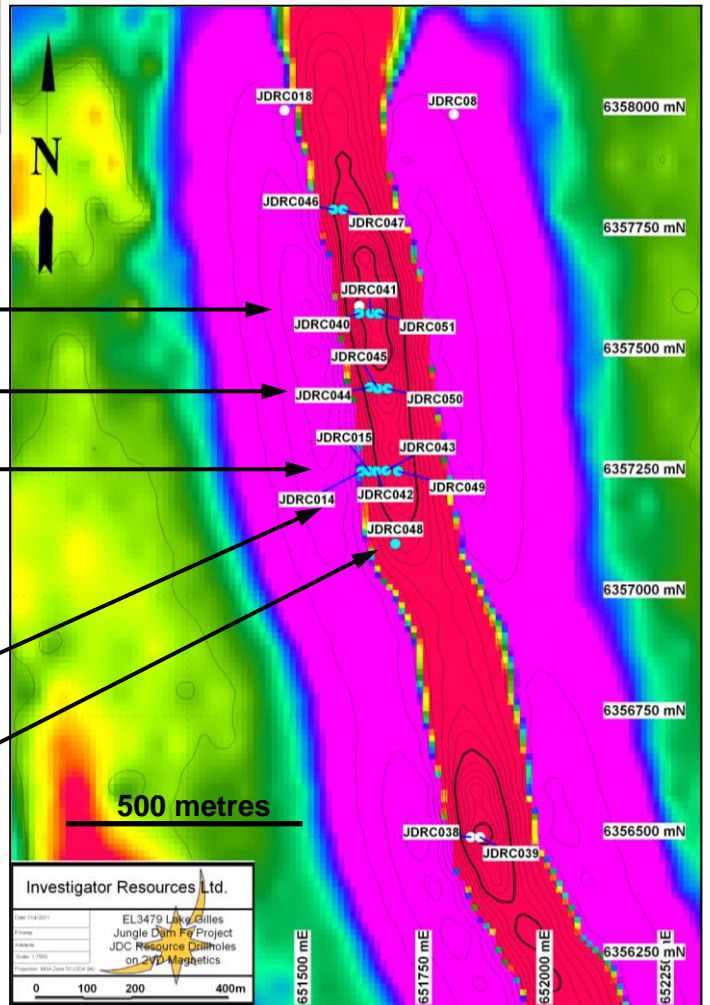 JDRC018
JDRC08
6358000 mN
N
JDRC046
JDRC047
6357750 mN
JDRC041
JDRC040
JDRC051
6357500 mN
JDRC045
JDRC044
JDRC050
JDRC015
JDRC043
6357250 mN
JDRC014
JDRC042
JDRC049
JDRC048
6357000 mN
6356750 mN
500 metres
JDRC038
6356500 mN
JDRC039
Investigator Resources Ltd.
EL3479 Lake Gilles
Jungle Dam Fe Project
JDC Resource Drillholes
on 2VD Magnetics
Adelaide
0 100 200 400m
651500 mE
651750 mE
652000 mE
6356250 mN